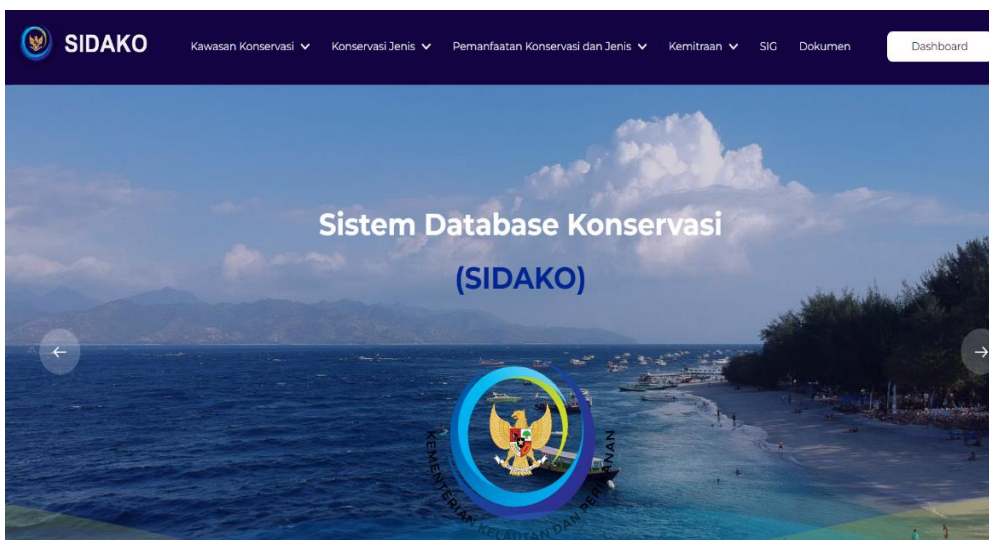 SIDAKO
Kawasan Konservasi
Konservasi Jenis
Pemanfaatan Konservasi dan Jenis
Kemitraan
SIG
Dokumen
Dashboard
Sistem Database Konservasi
(SIDAKO)
KEMENTERIAN KELAUTAN DAN PERIKANAN